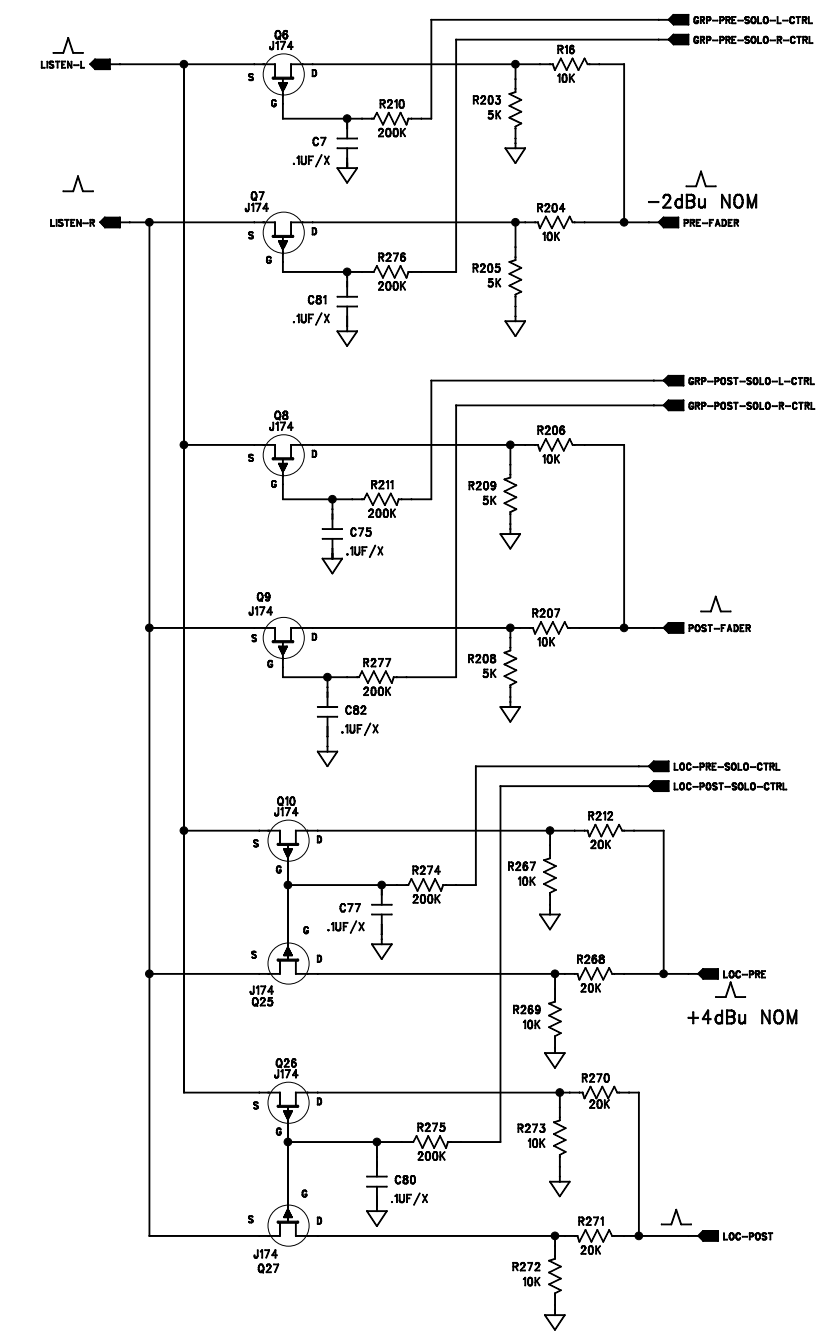 GRP-PRE-SOLO-L-CTRL
GRP-PRE-SOLO-R-CTRL
Q6
J174
LISTEN-L
S
D
G
R210
200K
C7
.1UF/X
R203
5K
R16
10K
Q7
J174
LISTEN-R
S
D
G
R276
200K
C81
.1UF/X
R205
5K
R204
10K
-2dBu NOM
PRE-FADER
GRP-POST-SOLO-L-CTRL
GRP-POST-SOLO-R-CTRL
Q8
J174
S
D
G
R211
200K
C75
.1UF/X
R209
5K
R206
10K
Q9
J174
S
D
G
R277
200K
C82
.1UF/X
R208
5K
R207
10K
POST-FADER
LOC-PRE-SOLO-CTRL
LOC-POST-SOLO-CTRL
Q10
J174
S
D
G
R274
200K
C77
.1UF/X
R267
10K
R212
20K
G
S
D
J174
Q25
R269
10K
R268
20K
LOC-PRE
+4dBu NOM
Q26
J174
S
D
G
R275
200K
C80
.1UF/X
R273
10K
R270
20K
G
S
D
J174
Q27
R272
10K
R271
20K
LOC-POST